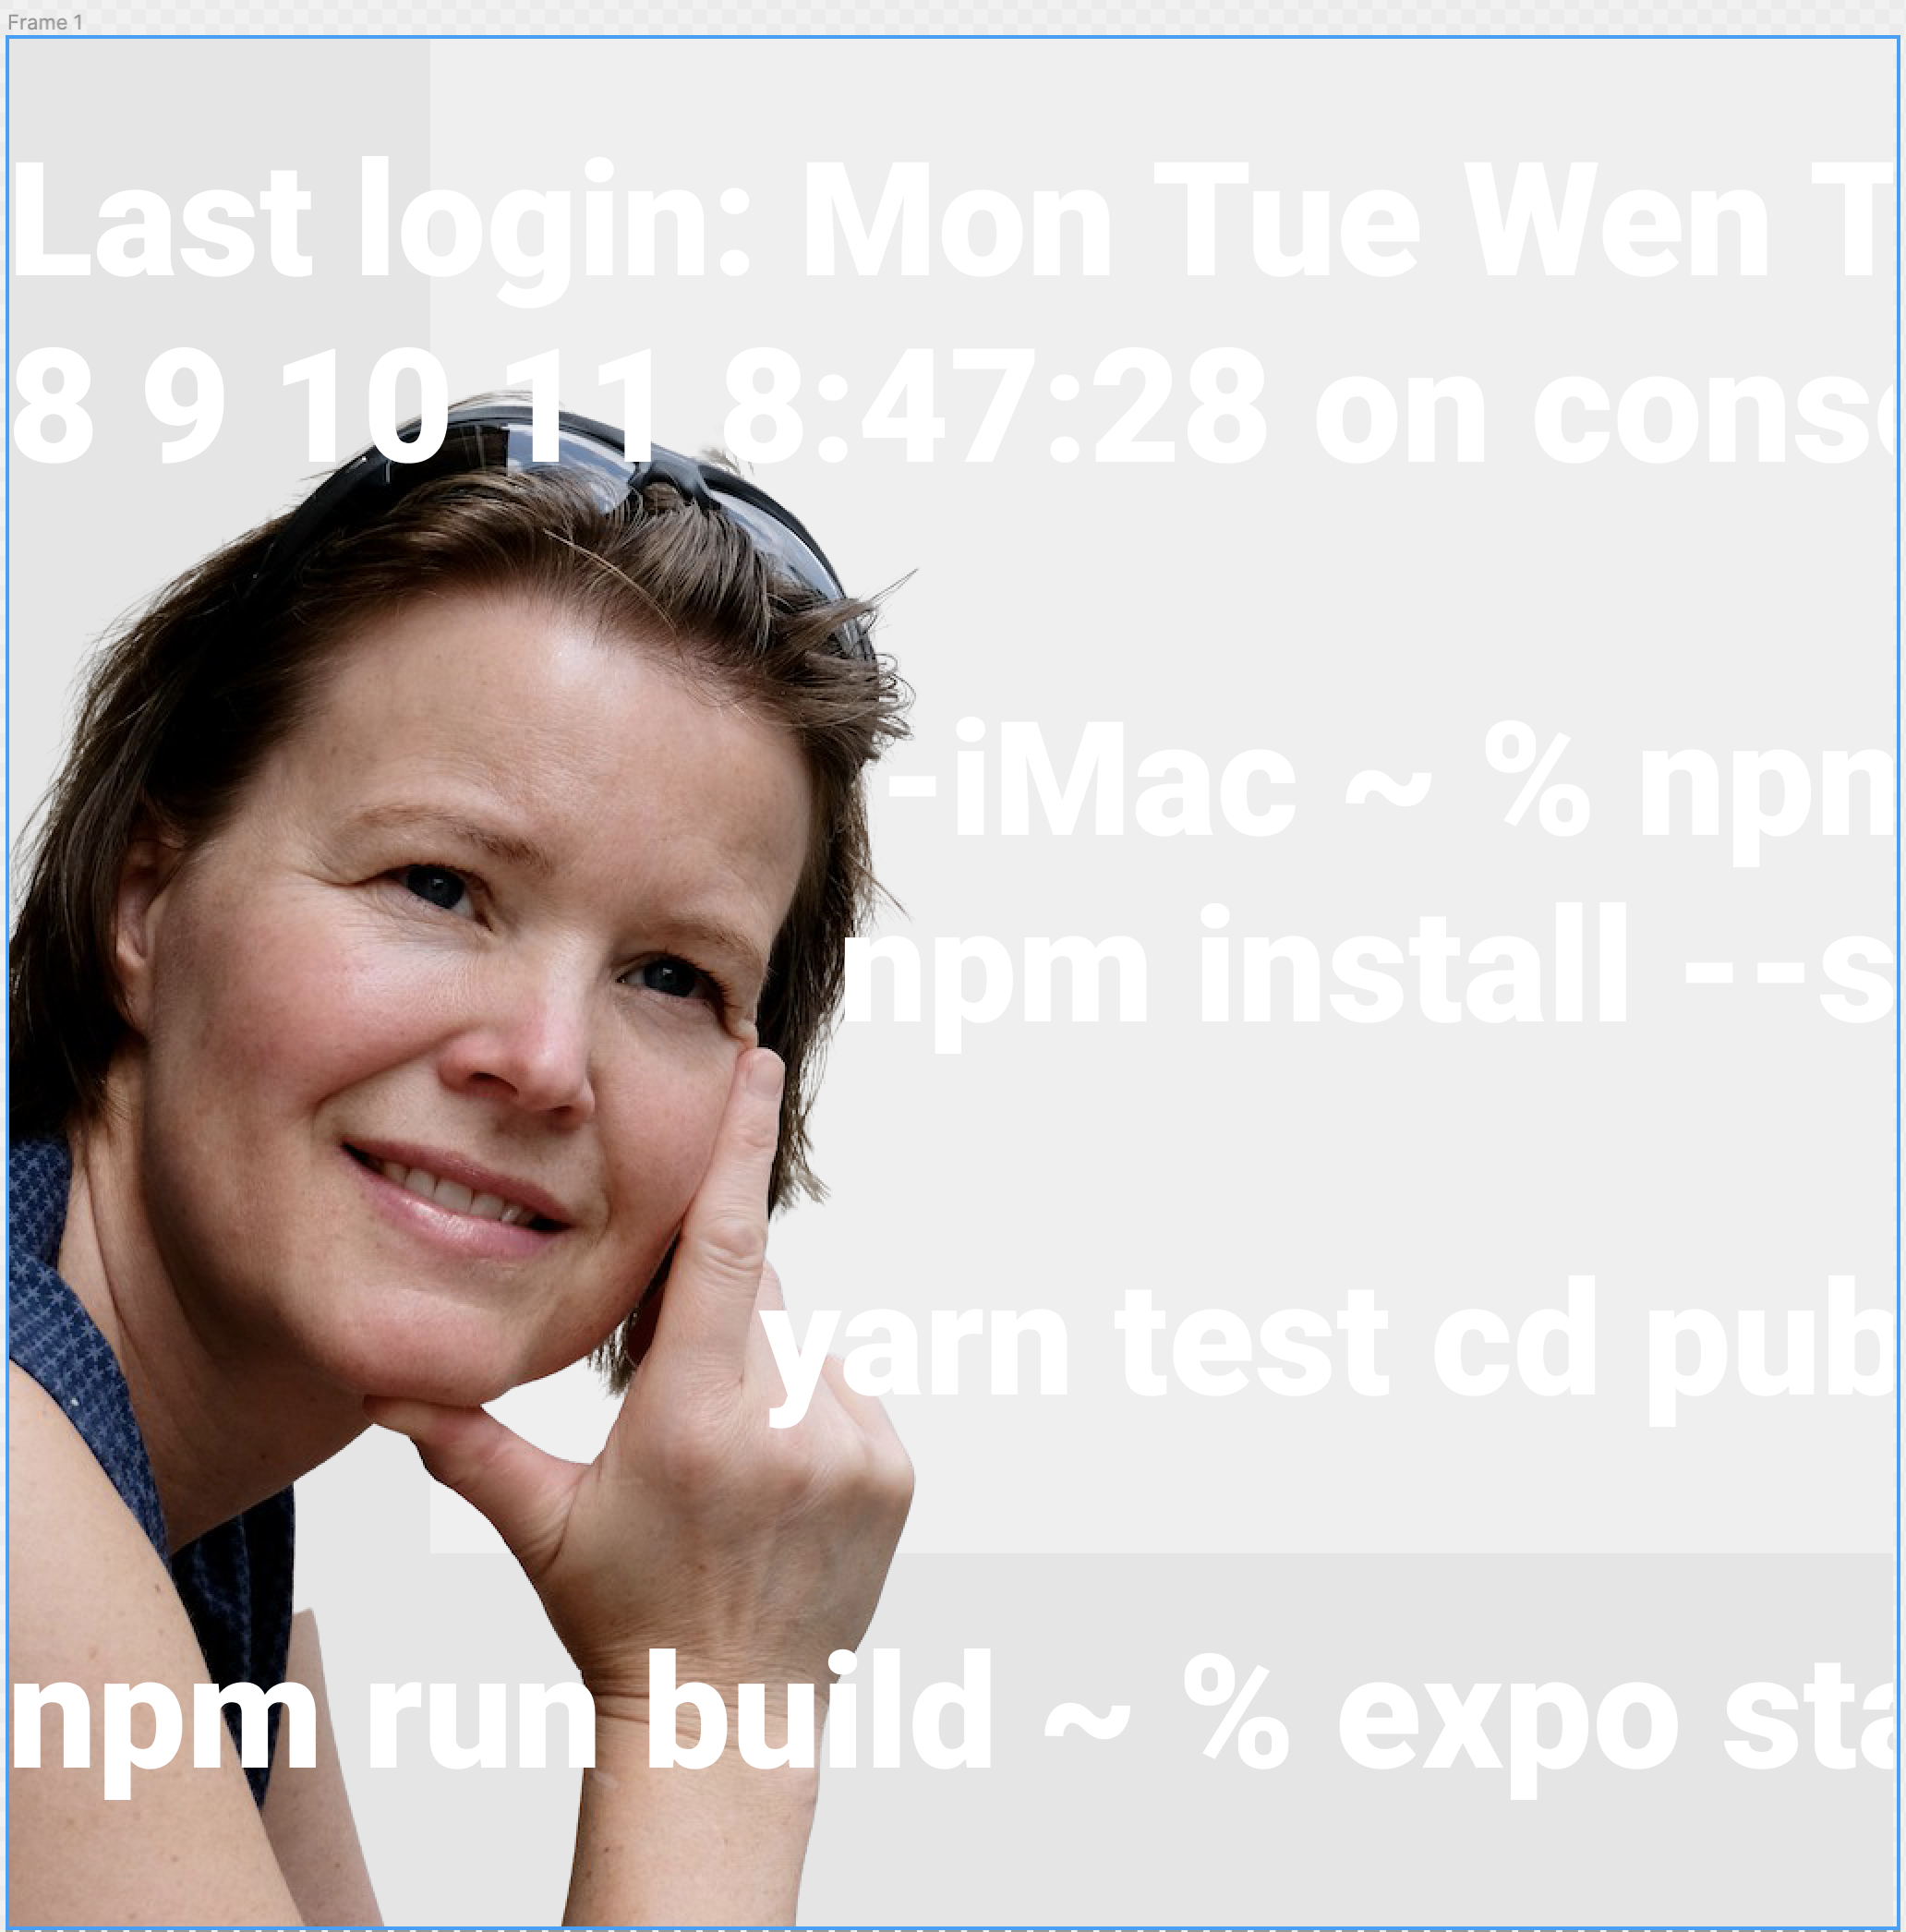 Frame 1
Last login: Mon Tue Wen T
8 9 10 11 8:47:28 on conso
-iMac ~ % npm
npm install --s
yarn test cd pub
npm run build ~ % expo sta